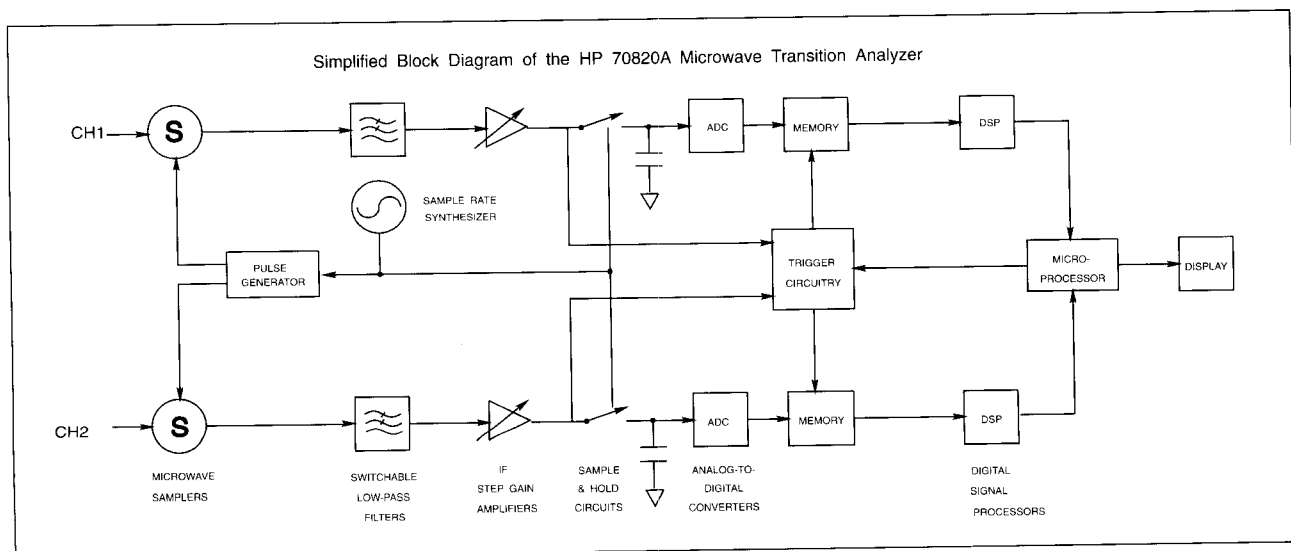 Simplified Block Diagram of the HP 70820A Microwave Transition Analyzer
CH1
S
ADC
MEMORY
DSP
SAMPLE RATE
SYNTHESIZER
PULSE
GENERATOR
TRIGGER
CIRCUITRY
MICRO-
PROCESSOR
DISPLAY
CH2
S
ADC
MEMORY
DSP
MICROWAVE
SAMPLERS
SWITCHABLE
LOW-PASS
FILTERS
IF
STEP GAIN
AMPLIFIERS
SAMPLE
& HOLD
CIRCUITS
ANALOG-TO-
DIGITAL
CONVERTERS
DIGITAL
SIGNAL
PROCESSORS